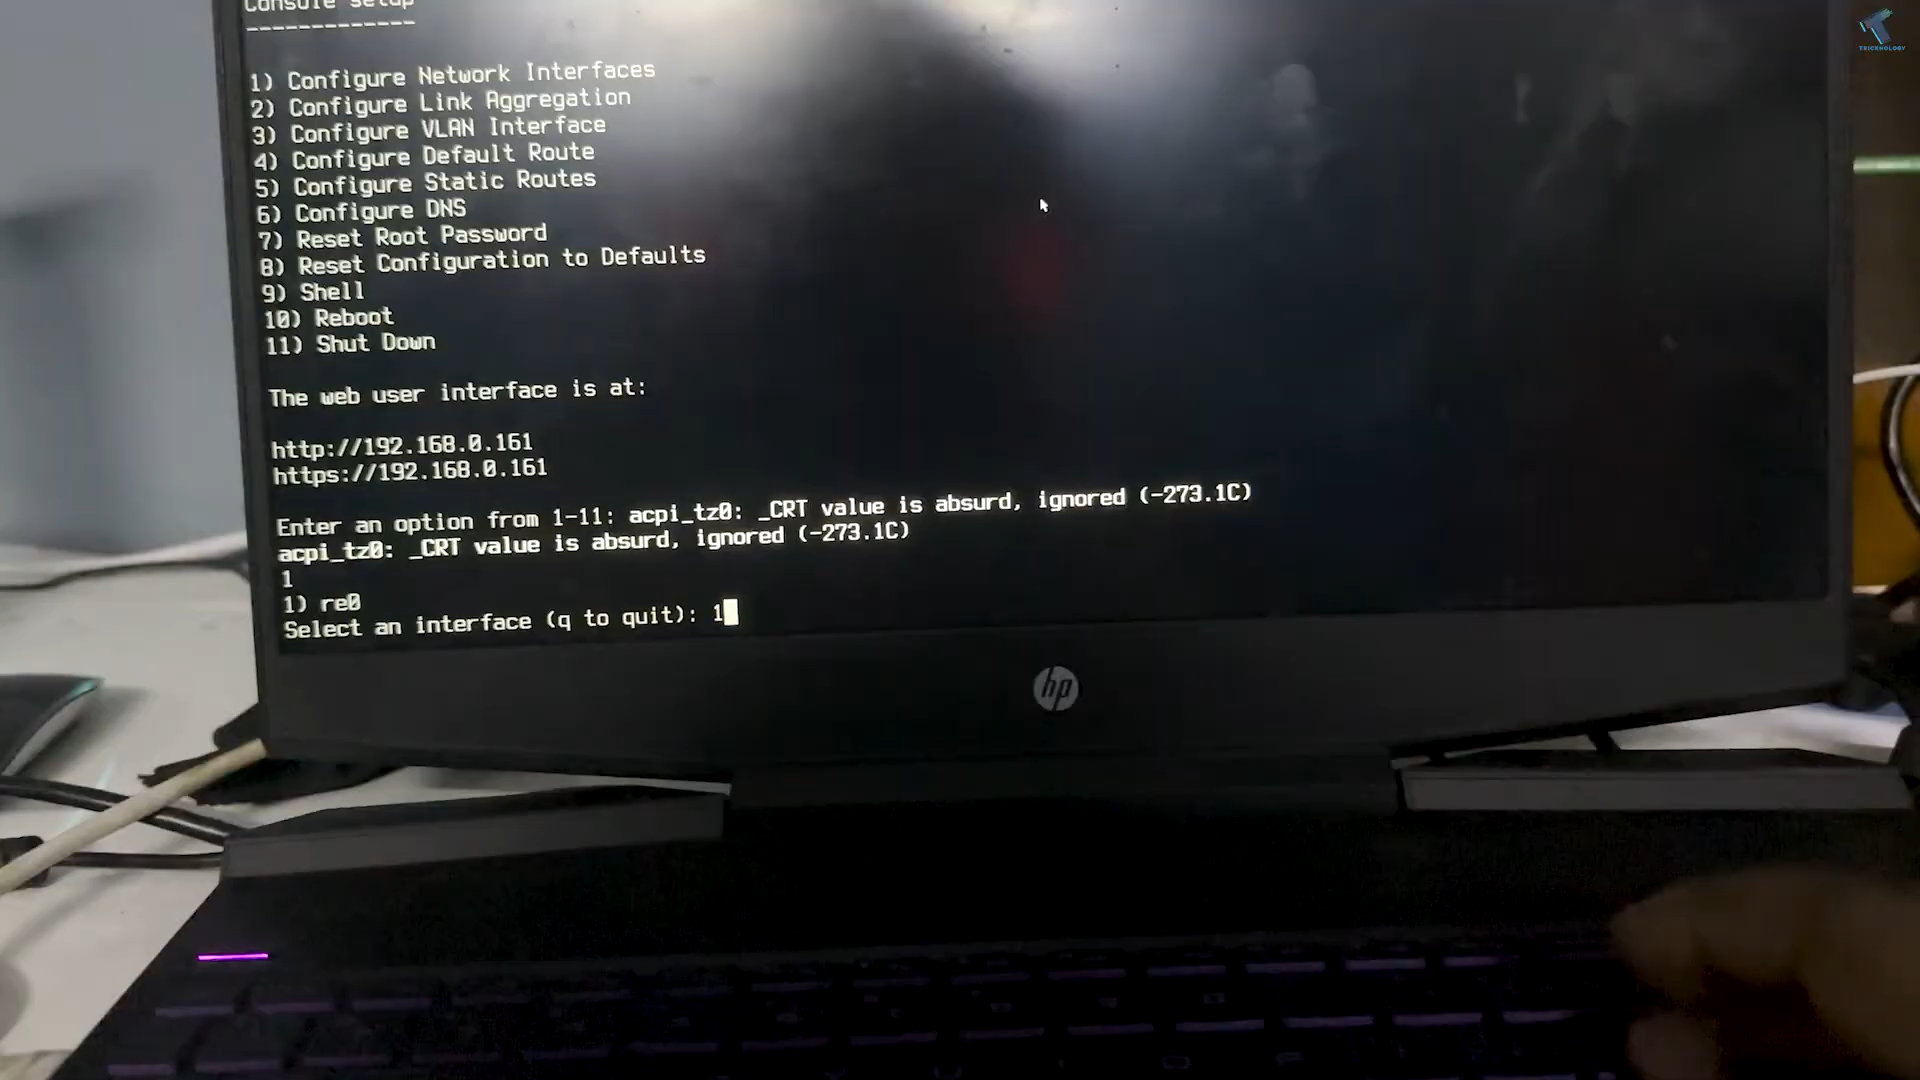 Console setup
-------------
1) Configure Network Interfaces
2) Configure Link Aggregation
3) Configure VLAN Interface
4) Configure Default Route
5) Configure Static Routes
6) Configure DNS
7) Reset Root Password
8) Reset Configuration to Defaults
9) Shell
10) Reboot
11) Shut Down
The web user interface is at:
http://192.168.0.161
https://192.168.0.161
Enter an option from 1-11: acpi_tz0: _CRT value is absurd, ignored (-273.1C)
acpi_tz0: _CRT value is absurd, ignored (-273.1C)
1
1) re0
Select an interface (q to quit): 1
hp
TRICKNOLOGY